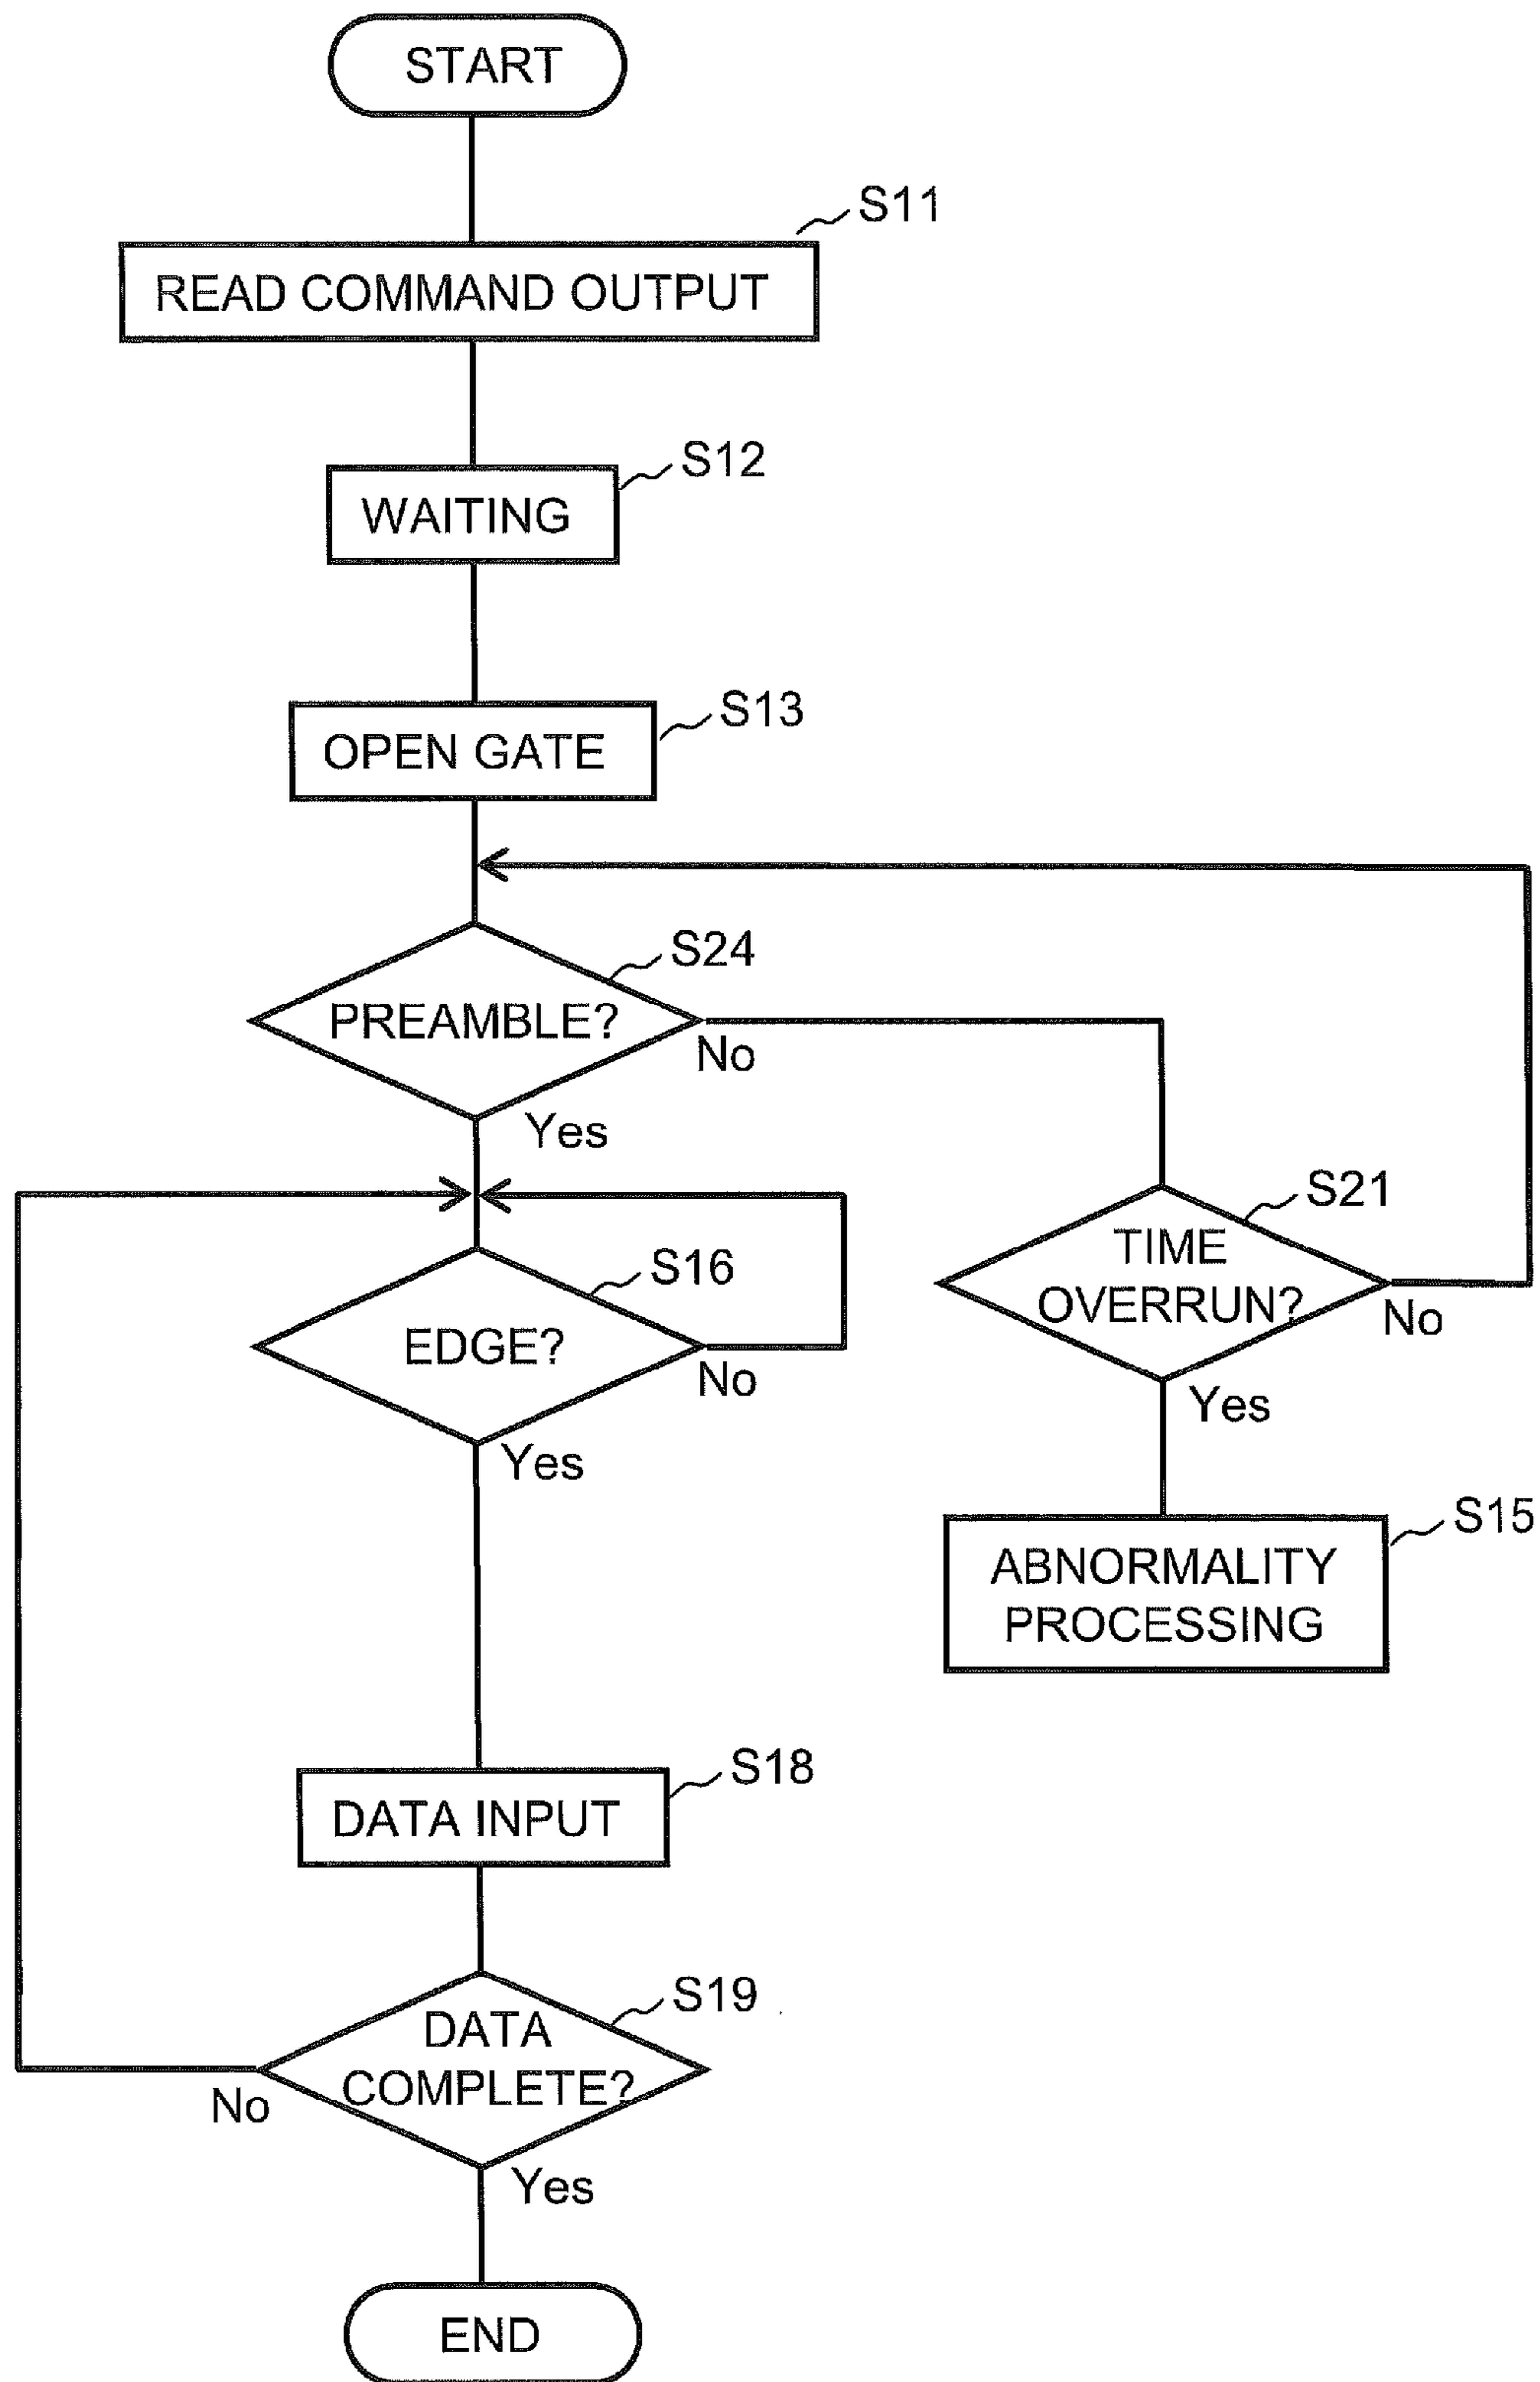 START
S11
READ COMMAND OUTPUT
S12
WAITING
S13
OPEN GATE
S24
PREAMBLE?
No
Yes
S21
TIME
OVERRUN?
No
Yes
S16
EDGE?
No
Yes
S15
ABNORMALITY
PROCESSING
S18
DATA INPUT
S19
DATA
COMPLETE?
No
Yes
END